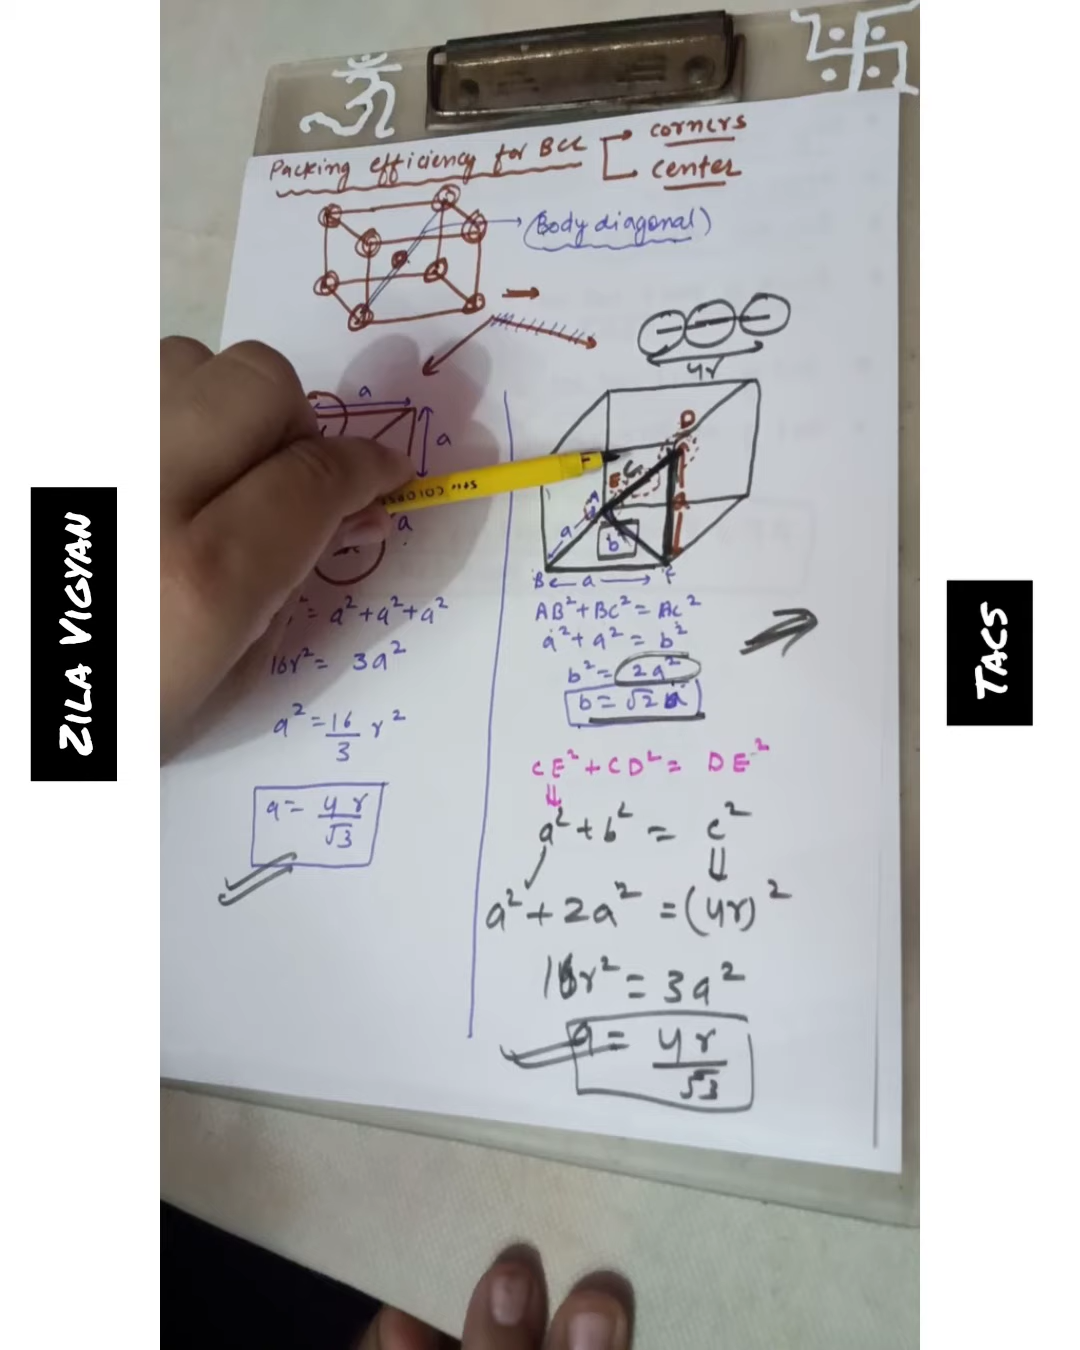 ॐ
Packing efficiency for BCC
corners
center
(Body diagonal)
4r
a
a
a
D
C
E
A
a
a
b
B
a
F
² = a²+a²+a²
16r² = 3a²
a² = 16/3 r²
a = 4r/√3
AB²+BC² = AC²
a²+a² = b²
b² = 2a²
b = √2 a
CE²+CD² = DE²
a²+b² = c²
a²+2a² = (4r)²
16r² = 3a²
a = 4r/√3
ZILA VIGYAN
TACS